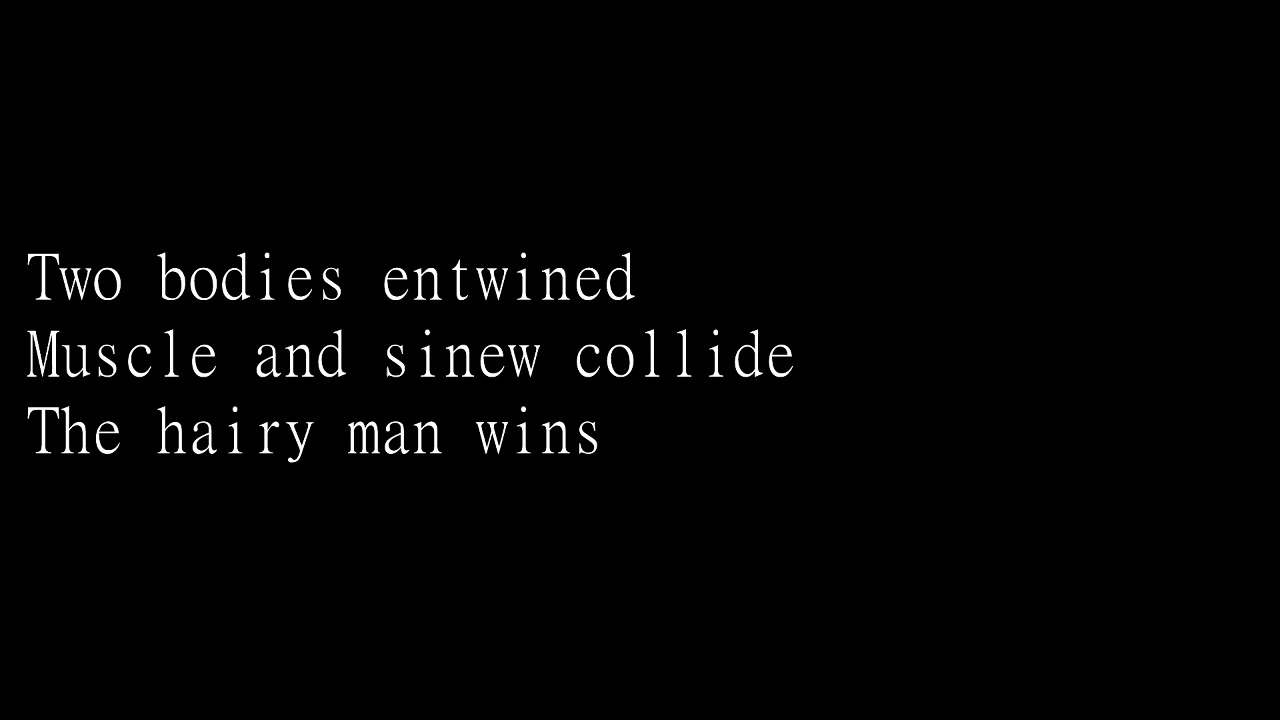 Two bodies entwined
Muscle and sinew collide
The hairy man wins